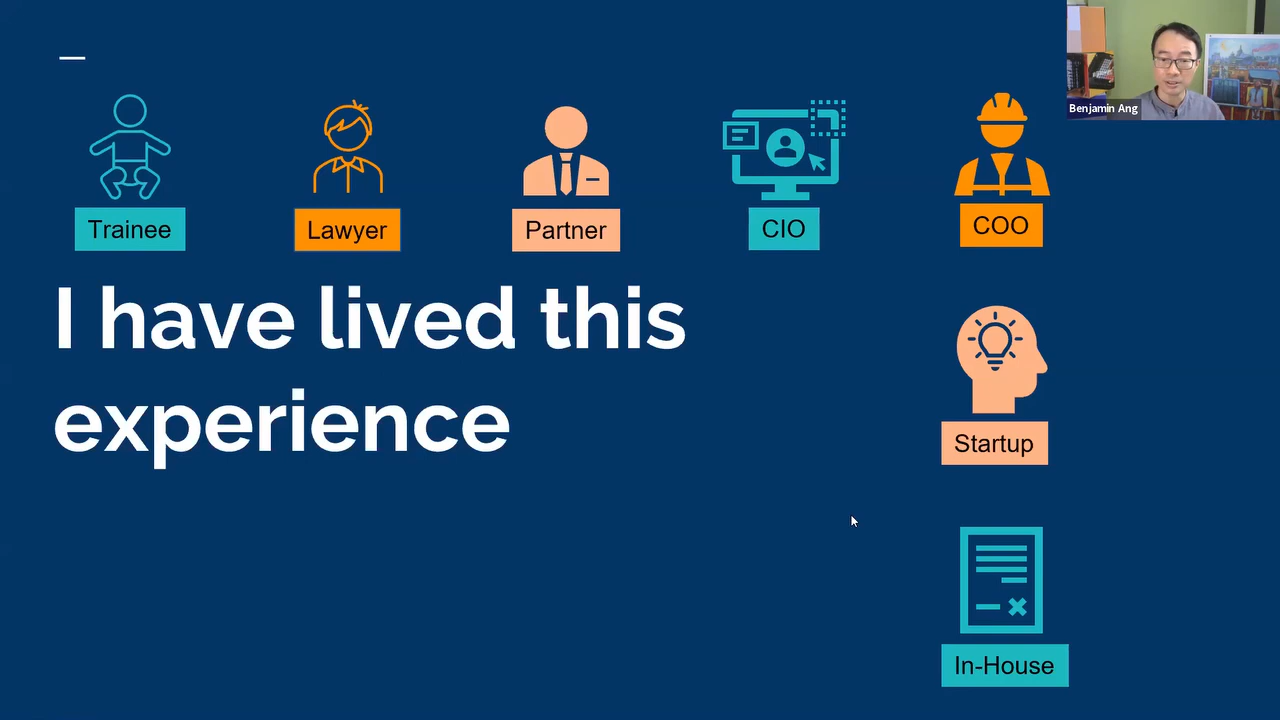 Benjamin Ang
Trainee
Lawyer
Partner
CIO
COO
I have lived this
experience
Startup
In-House